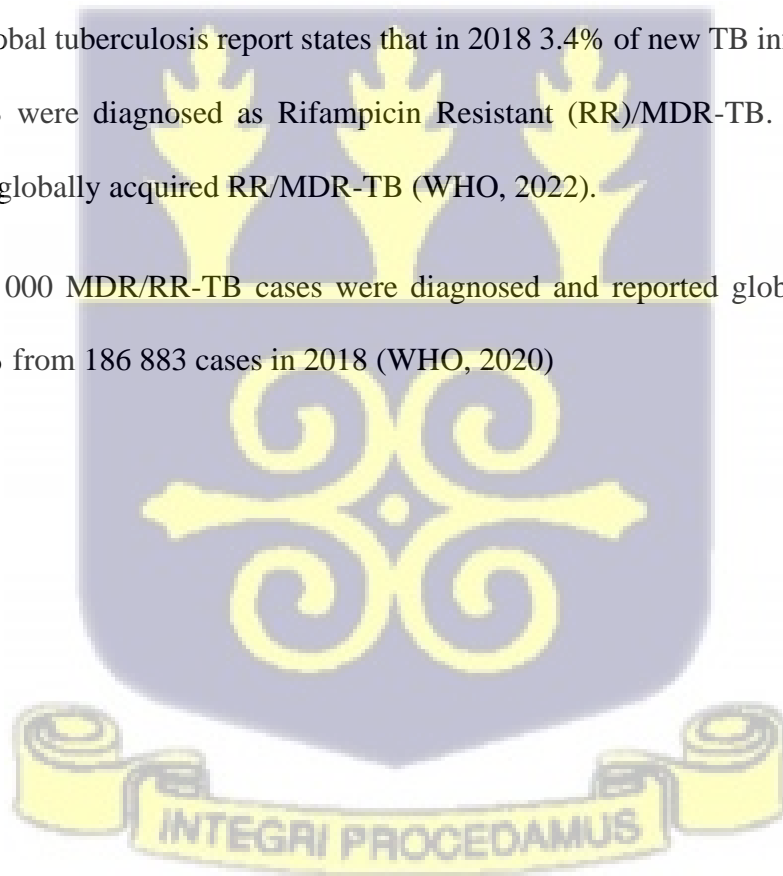 obal tuberculosis report states that in 2018 3.4% of new TB in
were diagnosed as Rifampicin Resistant (RR)/MDR-TB.
globally acquired RR/MDR-TB (WHO, 2022).
000 MDR/RR-TB cases were diagnosed and reported glob
from 186 883 cases in 2018 (WHO, 2020)
INTEGRI PROCEDAMUS